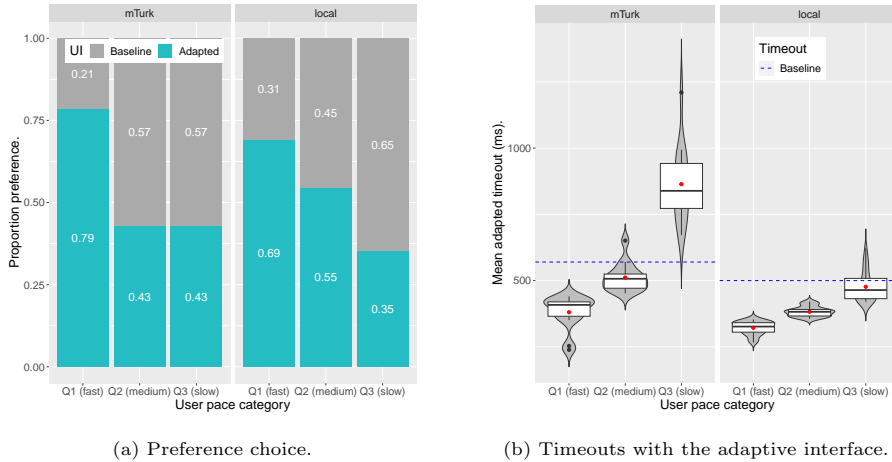 mTurk local
UI Baseline Adapted
Proportion preference.
1.00
0.75
0.50
0.25
0.00
0.21 0.57 0.57 0.31 0.45 0.65
0.79 0.43 0.43 0.69 0.55 0.35
Q1 (fast) Q2 (medium) Q3 (slow) Q1 (fast) Q2 (medium) Q3 (slow)
User pace category
(a) Preference choice.
mTurk local
Timeout
Baseline
Mean adapted timeout (ms).
1000
500
Q1 (fast) Q2 (medium) Q3 (slow) Q1 (fast) Q2 (medium) Q3 (slow)
User pace category
(b) Timeouts with the adaptive interface.